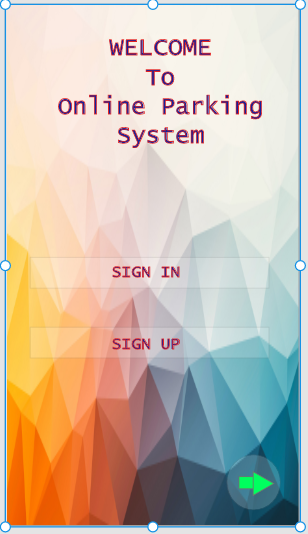 WELCOME
To
Online Parking
System
SIGN IN
SIGN UP